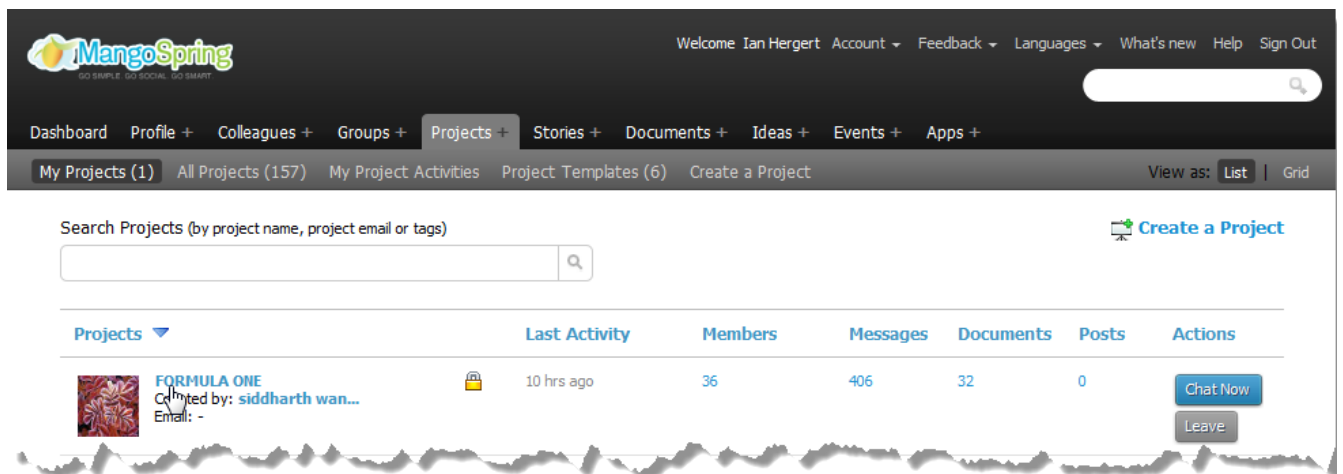 MangoSpring
GO SIMPLE. GO SOCIAL. GO SMART.
Welcome Ian Hergert Account Feedback Languages What's new Help Sign Out
Dashboard Profile + Colleagues + Groups + Projects + Stories + Documents + Ideas + Events + Apps +
My Projects (1) All Projects (157) My Project Activities Project Templates (6) Create a Project View as: List | Grid
Search Projects (by project name, project email or tags)
Create a Project
Projects Last Activity Members Messages Documents Posts Actions
FORMULA ONE 10 hrs ago 36 406 32 0 Chat Now
by: siddharth wan...
Email: -
Leave